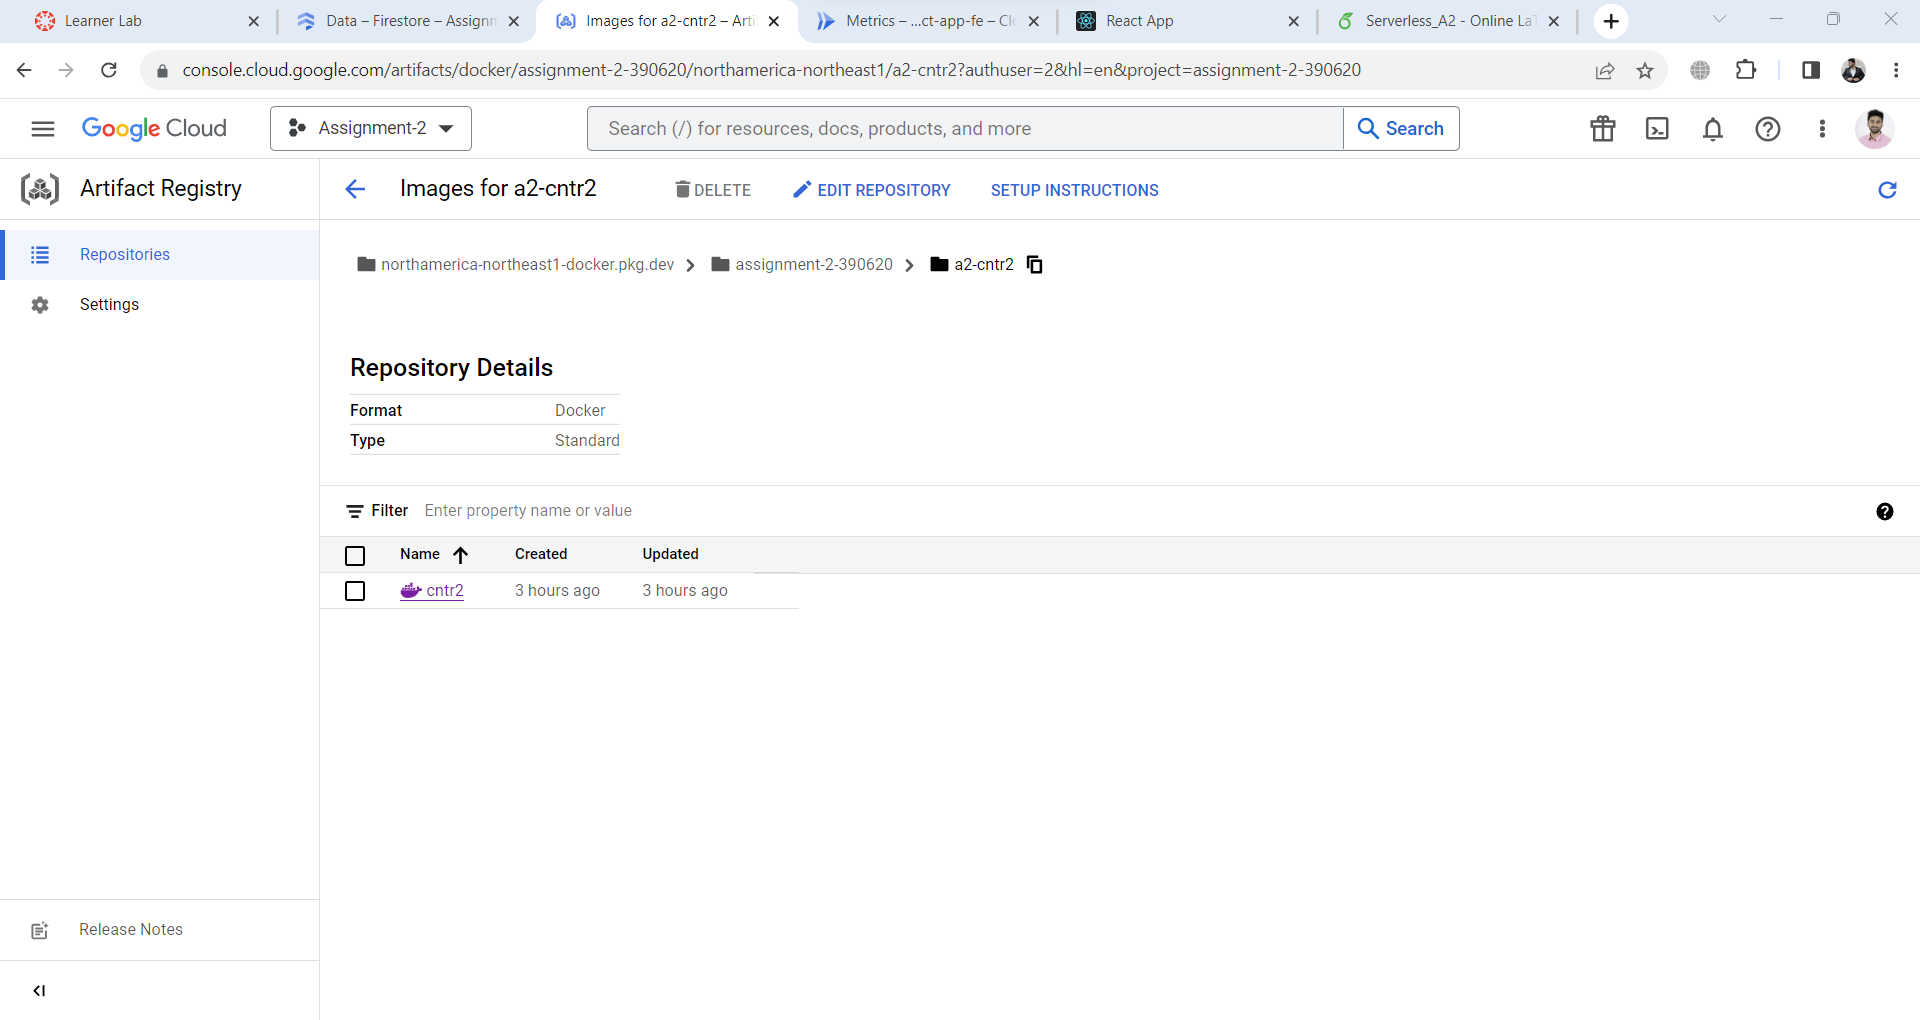 Learner Lab
Data – Firestore – Assignn
Images for a2-cntr2 – Arti
Metrics – ...ct-app-fe – Clo
React App
Serverless_A2 - Online LaT
console.cloud.google.com/artifacts/docker/assignment-2-390620/northamerica-northeast1/a2-cntr2?authuser=2&hl=en&project=assignment-2-390620
Google Cloud
Assignment-2
Search (/) for resources, docs, products, and more
Search
Artifact Registry
Images for a2-cntr2
DELETE
EDIT REPOSITORY
SETUP INSTRUCTIONS
Repositories
Settings
northamerica-northeast1-docker.pkg.dev
assignment-2-390620
a2-cntr2
Repository Details
Format Docker
Type Standard
Filter Enter property name or value
Name Created Updated
cntr2 3 hours ago 3 hours ago
Release Notes